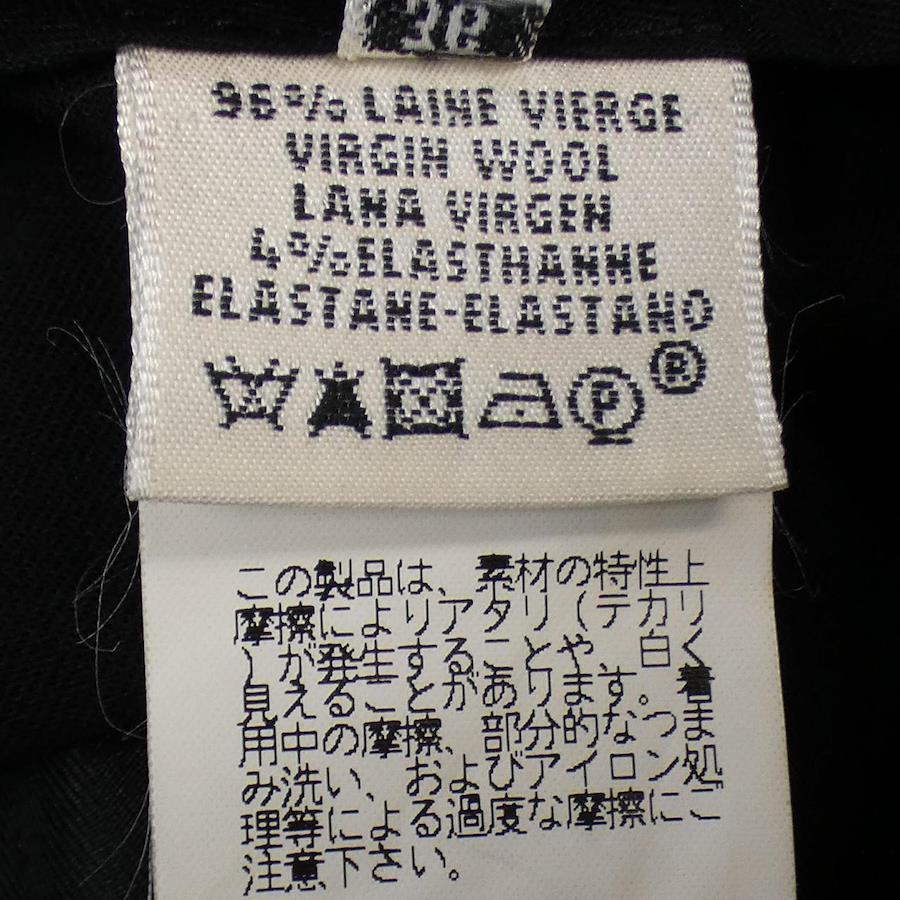 96% LAINE VIERGE
VIRGIN WOOL
LANA VIRGEN
4% ELASTHANNE
ELASTANE-ELASTANO
P
R
この製品は、素材の特性上
摩擦によりアタリ(テカリ
)が発生することや、白く
見えることがあります。着
用中の摩擦、部分的なつま
み洗い、およびアイロン処
理等による過度な摩擦にご
注意下さい。